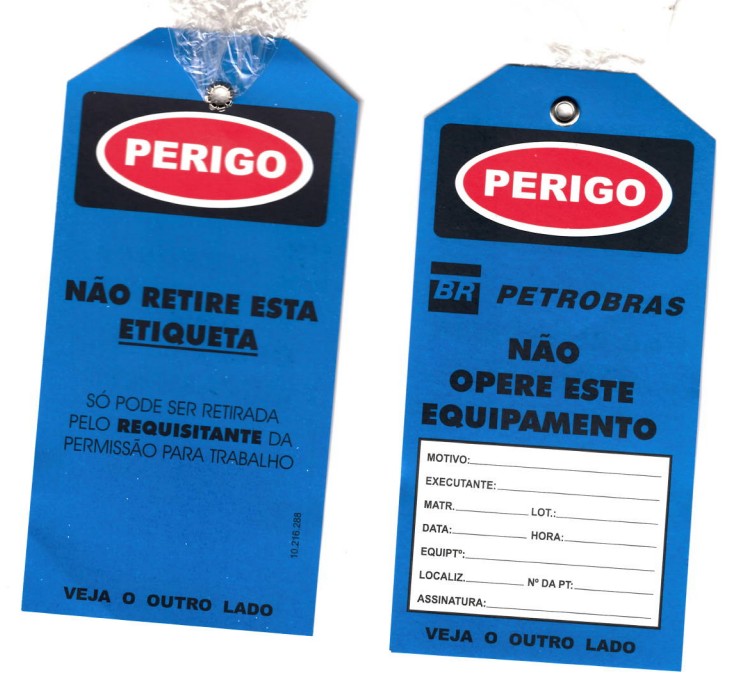 PERIGO
NÃO RETIRE ESTA
ETIQUETA
SÓ PODE SER RETIRADA
PELO REQUISITANTE DA
PERMISSÃO PARA TRABALHO
10.216.288
VEJA O OUTRO LADO
PERIGO
BR PETROBRAS
NÃO
OPERE ESTE
EQUIPAMENTO
MOTIVO:
EXECUTANTE:
MATR. LOT.:
DATA: HORA:
EQUIPTº:
LOCALIZ. Nº DA PT:
ASSINATURA:
VEJA O OUTRO LADO